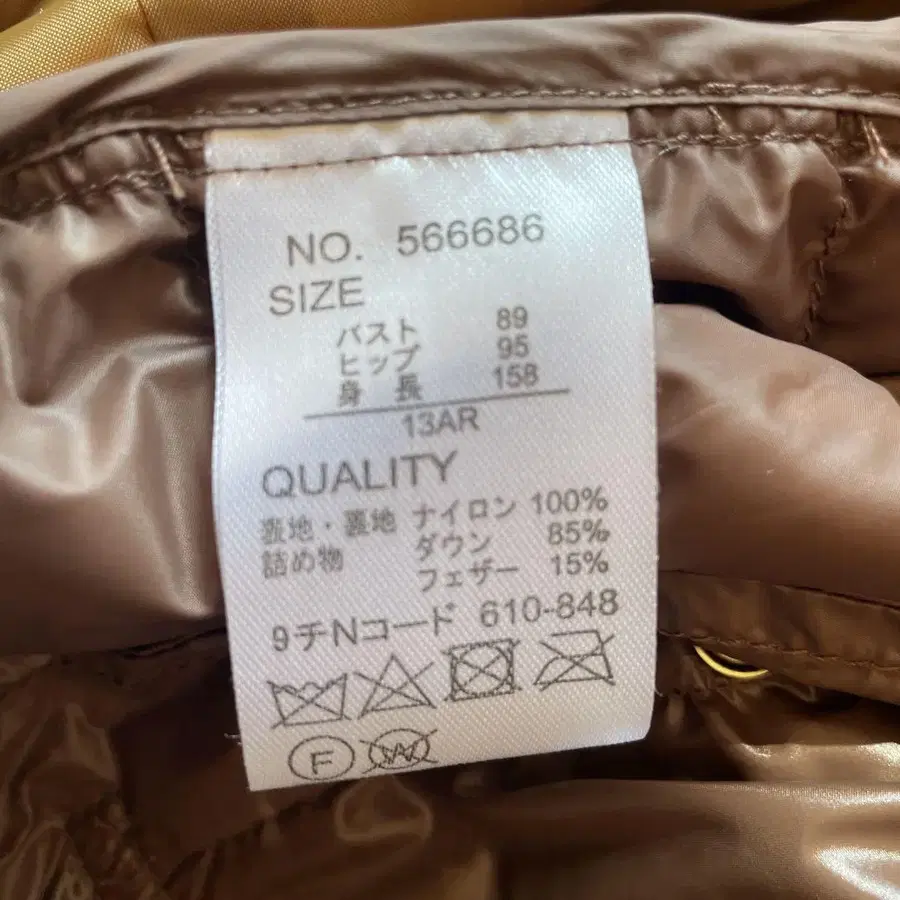 NO. 566686
SIZE
バスト 89
ヒップ 95
身長 158
13AR
QUALITY
表地・裏地 ナイロン 100%
詰め物 ダウン 85%
フェザー 15%
9チNコード 610-848
F W